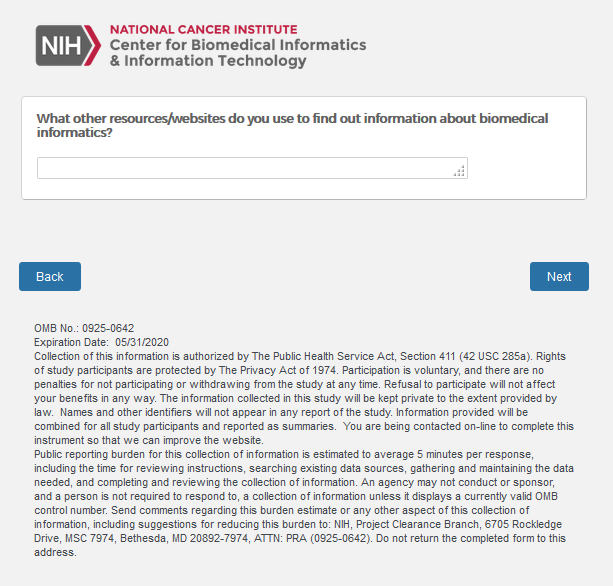 NIH
NATIONAL CANCER INSTITUTE
Center for Biomedical Informatics
& Information Technology
What other resources/websites do you use to find out information about biomedical
informatics?
Back
Next
OMB No.: 0925-0642
Expiration Date:  05/31/2020
Collection of this information is authorized by The Public Health Service Act, Section 411 (42 USC 285a). Rights
of study participants are protected by The Privacy Act of 1974. Participation is voluntary, and there are no
penalties for not participating or withdrawing from the study at any time. Refusal to participate will not affect
your benefits in any way. The information collected in this study will be kept private to the extent provided by
law.  Names and other identifiers will not appear in any report of the study. Information provided will be
combined for all study participants and reported as summaries.  You are being contacted on-line to complete this
instrument so that we can improve the website.
Public reporting burden for this collection of information is estimated to average 5 minutes per response,
including the time for reviewing instructions, searching existing data sources, gathering and maintaining the data
needed, and completing and reviewing the collection of information. An agency may not conduct or sponsor,
and a person is not required to respond to, a collection of information unless it displays a currently valid OMB
control number. Send comments regarding this burden estimate or any other aspect of this collection of
information, including suggestions for reducing this burden to: NIH, Project Clearance Branch, 6705 Rockledge
Drive, MSC 7974, Bethesda, MD 20892-7974, ATTN: PRA (0925-0642). Do not return the completed form to this
address.